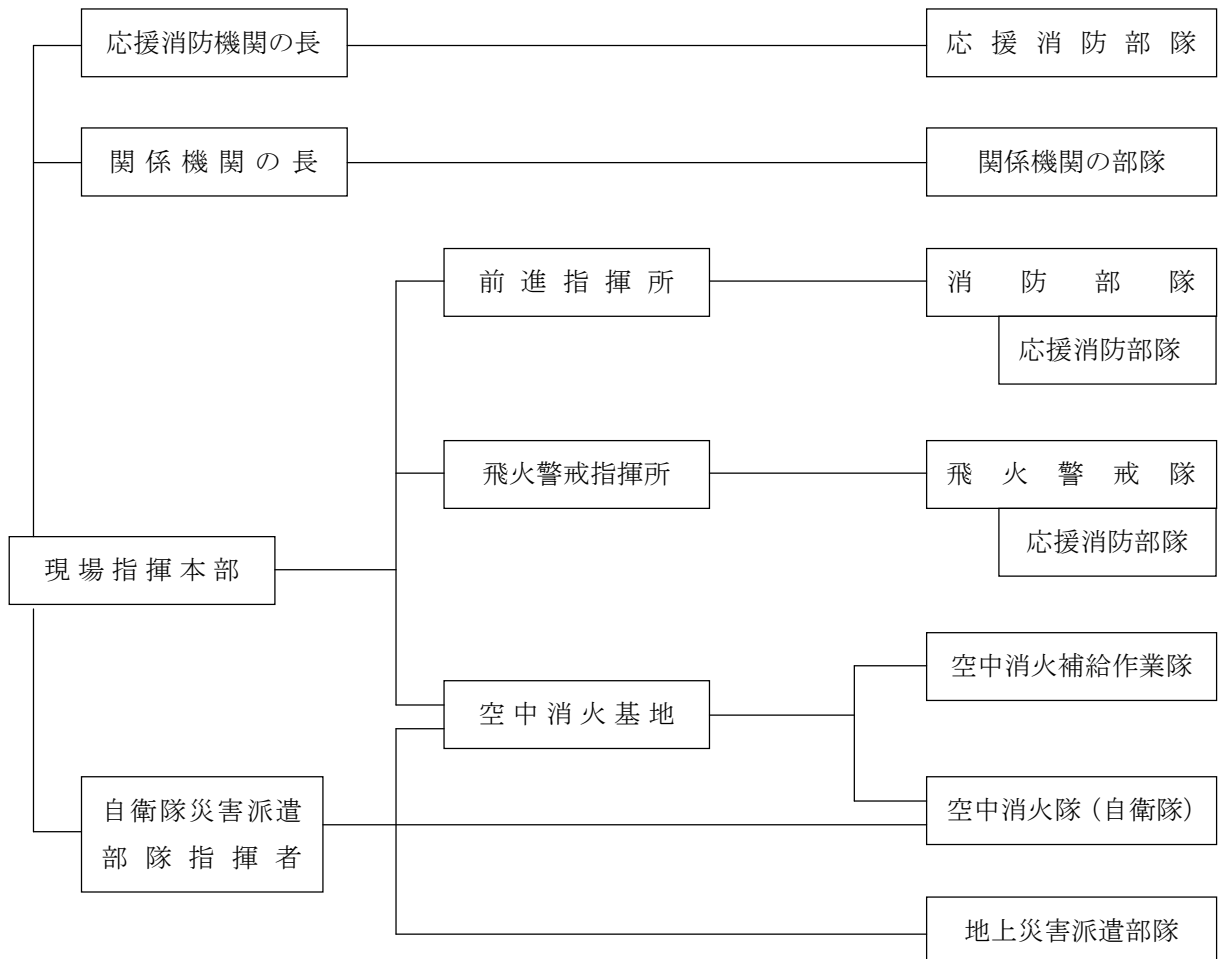 応援消防機関の長
応援消防部隊
関係機関の長
関係機関の部隊
前進指揮所
消防部隊
応援消防部隊
飛火警戒指揮所
飛火警戒隊
応援消防部隊
現場指揮本部
空中消火補給作業隊
空中消火基地
自衛隊災害派遣
部隊指揮者
空中消火隊（自衛隊）
地上災害派遣部隊